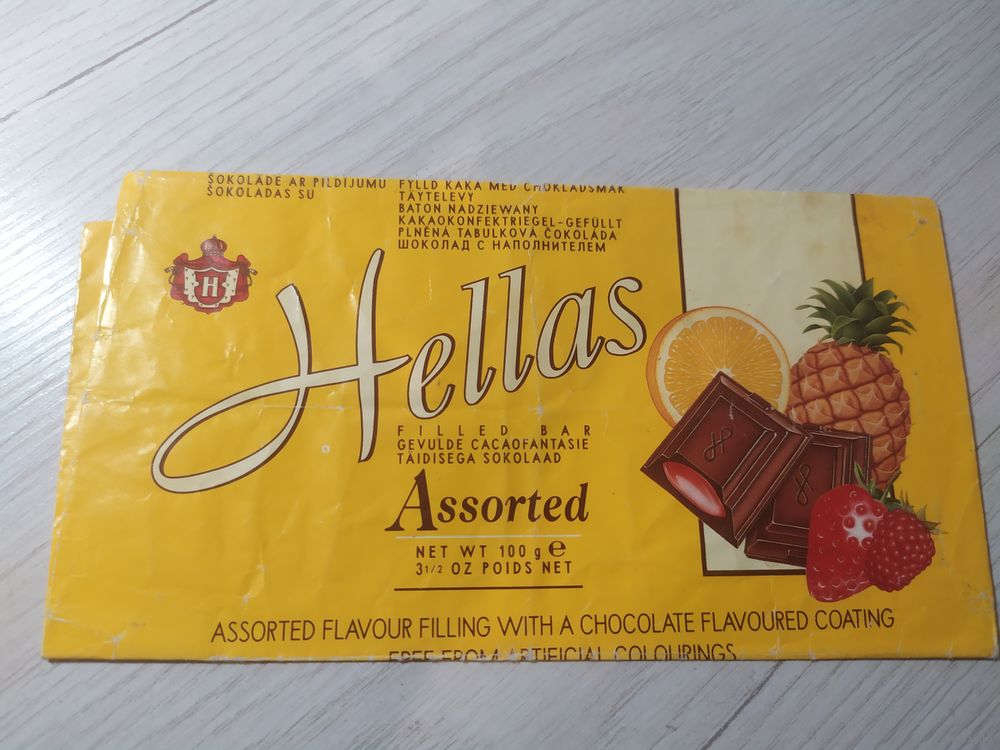 ŠOKOLĀDE AR PILDĪJUMU
ŠOKOLADAS SU
FYLLD KAKA MED CHOKLADSMAK
TÄYTELEVY
BATON NADZIEWANY
KAKAOKONFEKTRIEGEL-GEFÜLLT
PLNĚNÁ TABULKOVÁ ČOKOLÁDA
ШОКОЛАД С НАПОЛНИТЕЛЕМ
H
Hellas
FILLED BAR
GEVULDE CACAOFANTASIE
TÄIDISEGA ŠOKOLAAD
Assorted
NET WT 100 g e
3 1/2 OZ POIDS NET
ASSORTED FLAVOUR FILLING WITH A CHOCOLATE FLAVOURED COATING
FREE FROM ARTIFICIAL COLOURINGS